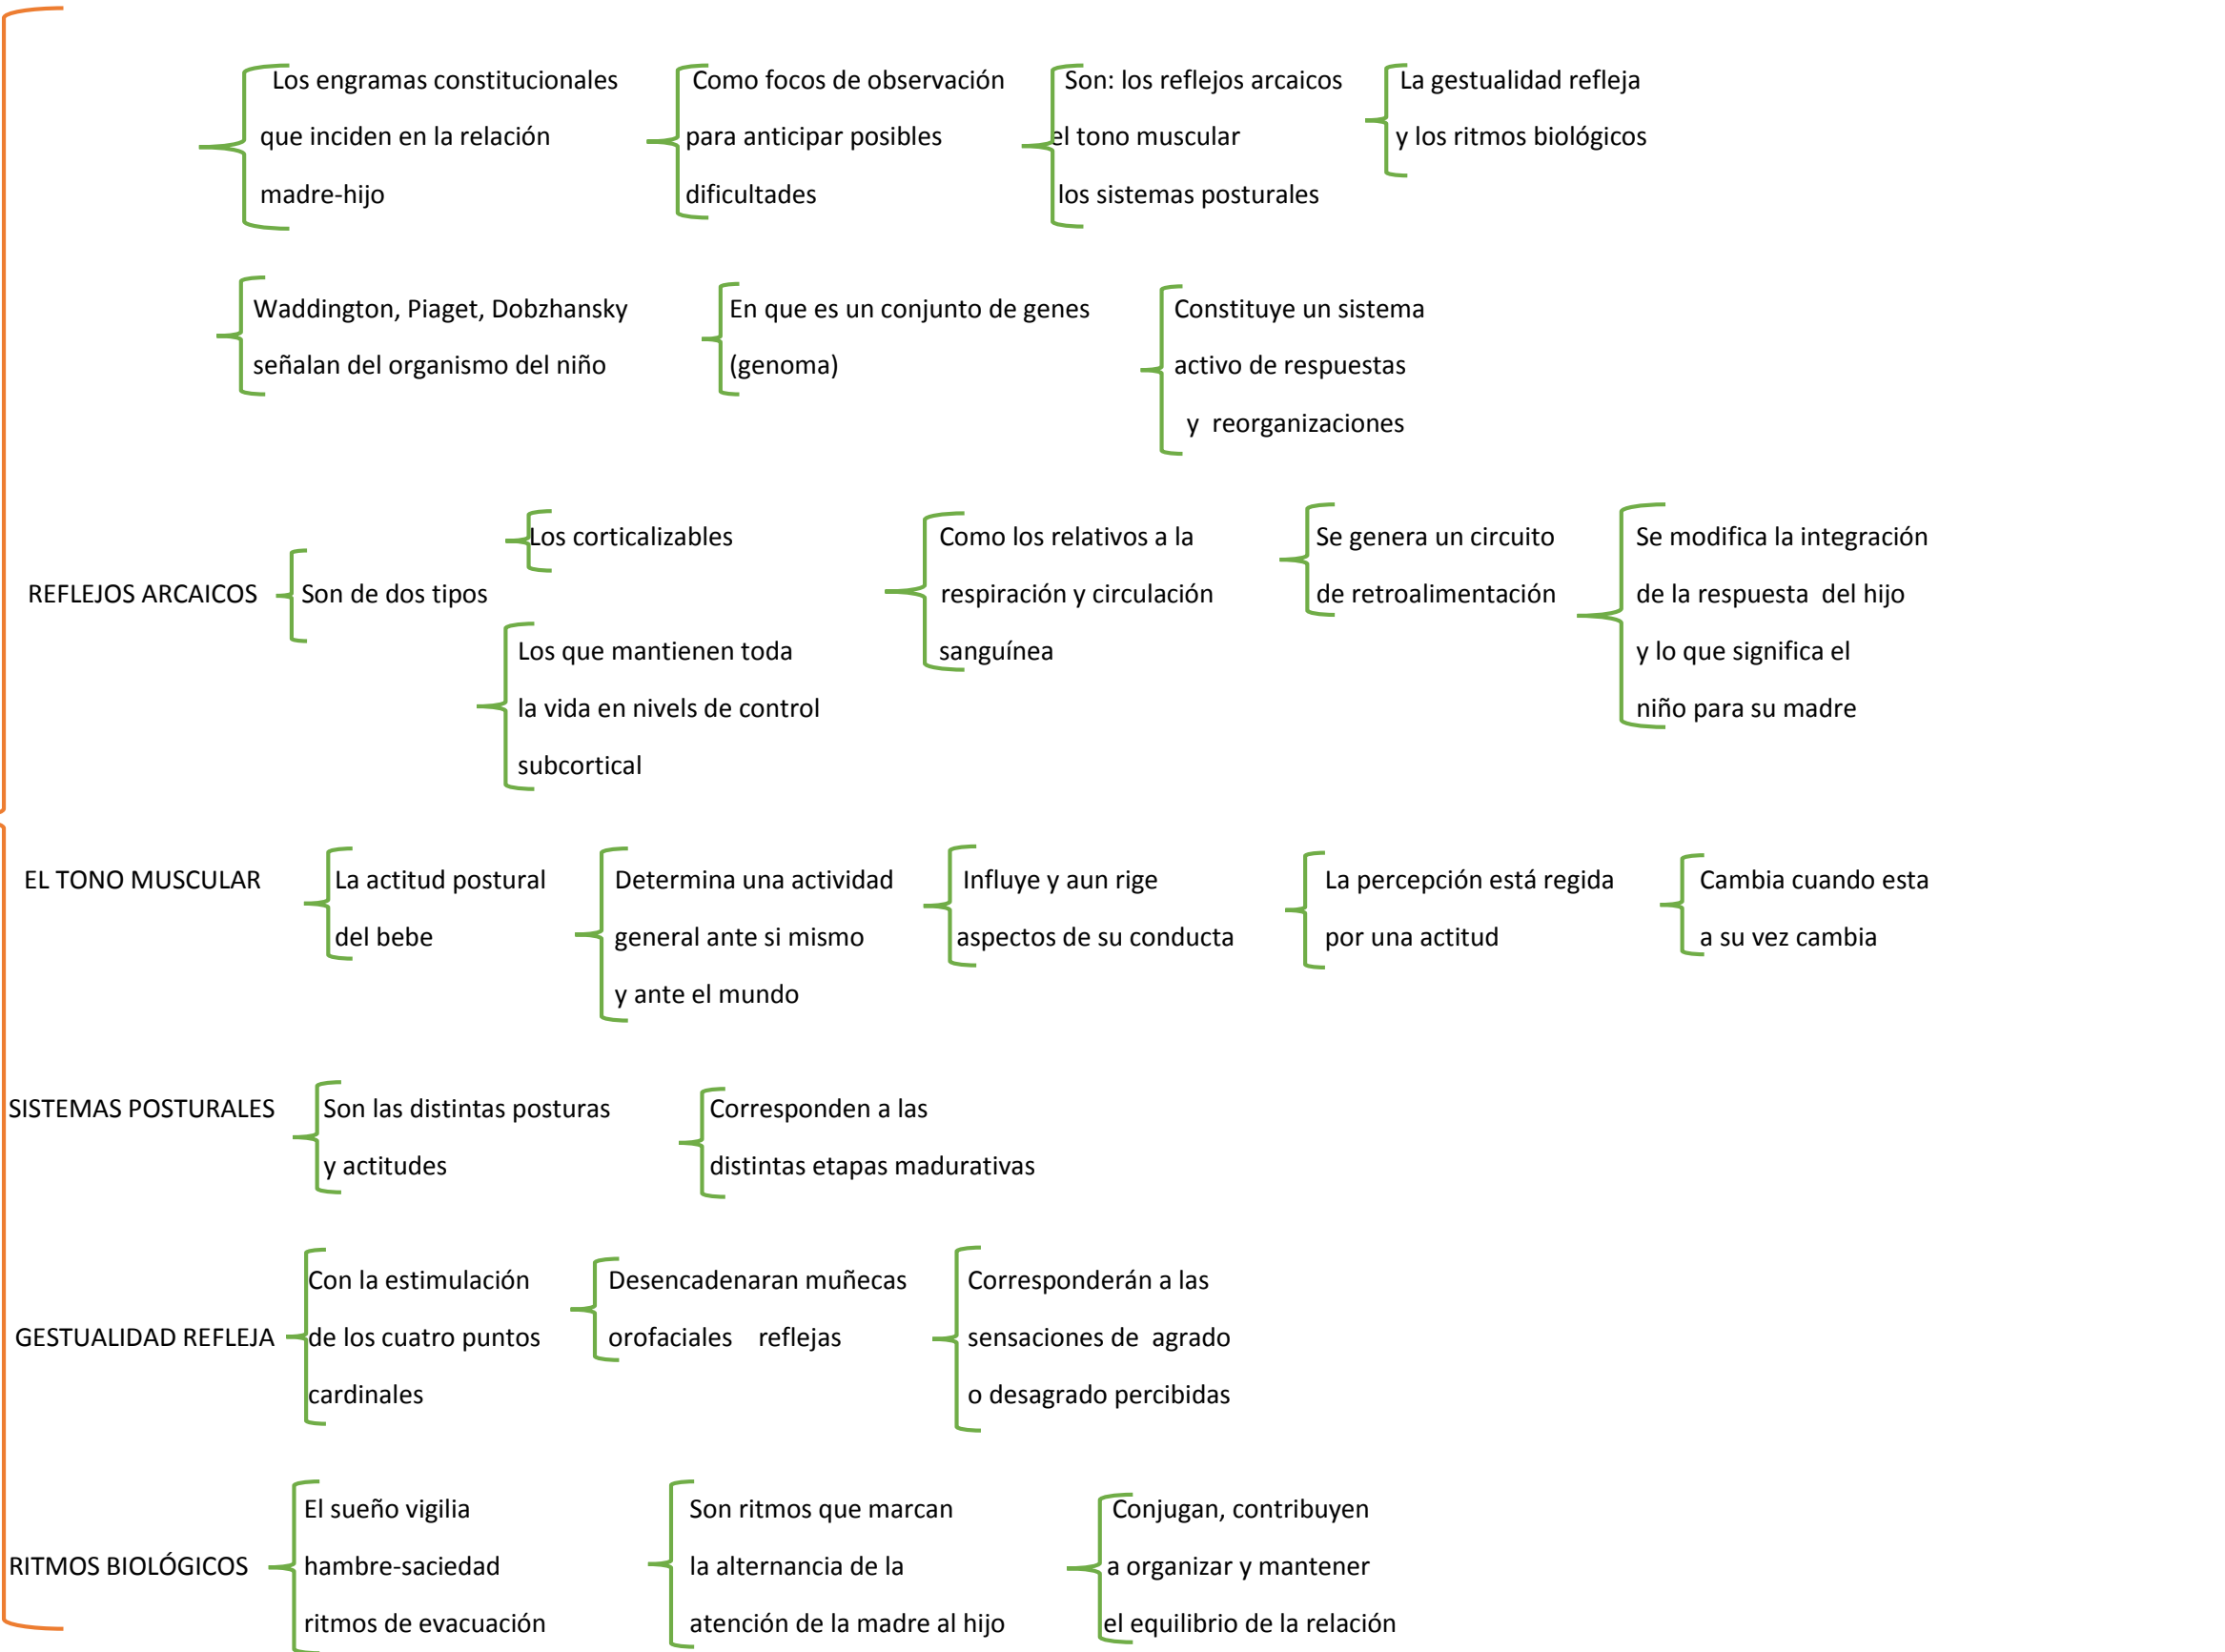 Los engramas constitucionales
que inciden en la relación
madre-hijo
Como focos de observación
para anticipar posibles
dificultades
Son: los reflejos arcaicos
el tono muscular
los sistemas posturales
La gestualidad refleja
y los ritmos biológicos
Waddington, Piaget, Dobzhansky
señalan del organismo del niño
En que es un conjunto de genes
(genoma)
Constituye un sistema
activo de respuestas
y reorganizaciones
REFLEJOS ARCAICOS
Son de dos tipos
Los corticalizables
Los que mantienen toda
la vida en nivels de control
subcortical
Como los relativos a la
respiración y circulación
sanguínea
Se genera un circuito
de retroalimentación
Se modifica la integración
de la respuesta del hijo
y lo que significa el
niño para su madre
EL TONO MUSCULAR
La actitud postural
del bebe
Determina una actividad
general ante si mismo
y ante el mundo
Influye y aun rige
aspectos de su conducta
La percepción está regida
por una actitud
Cambia cuando esta
a su vez cambia
SISTEMAS POSTURALES
Son las distintas posturas
y actitudes
Corresponden a las
distintas etapas madurativas
GESTUALIDAD REFLEJA
Con la estimulación
de los cuatro puntos
cardinales
Desencadenaran muñecas
orofaciales reflejas
Corresponderán a las
sensaciones de agrado
o desagrado percibidas
RITMOS BIOLÓGICOS
El sueño vigilia
hambre-saciedad
ritmos de evacuación
Son ritmos que marcan
la alternancia de la
atención de la madre al hijo
Conjugan, contribuyen
a organizar y mantener
el equilibrio de la relación